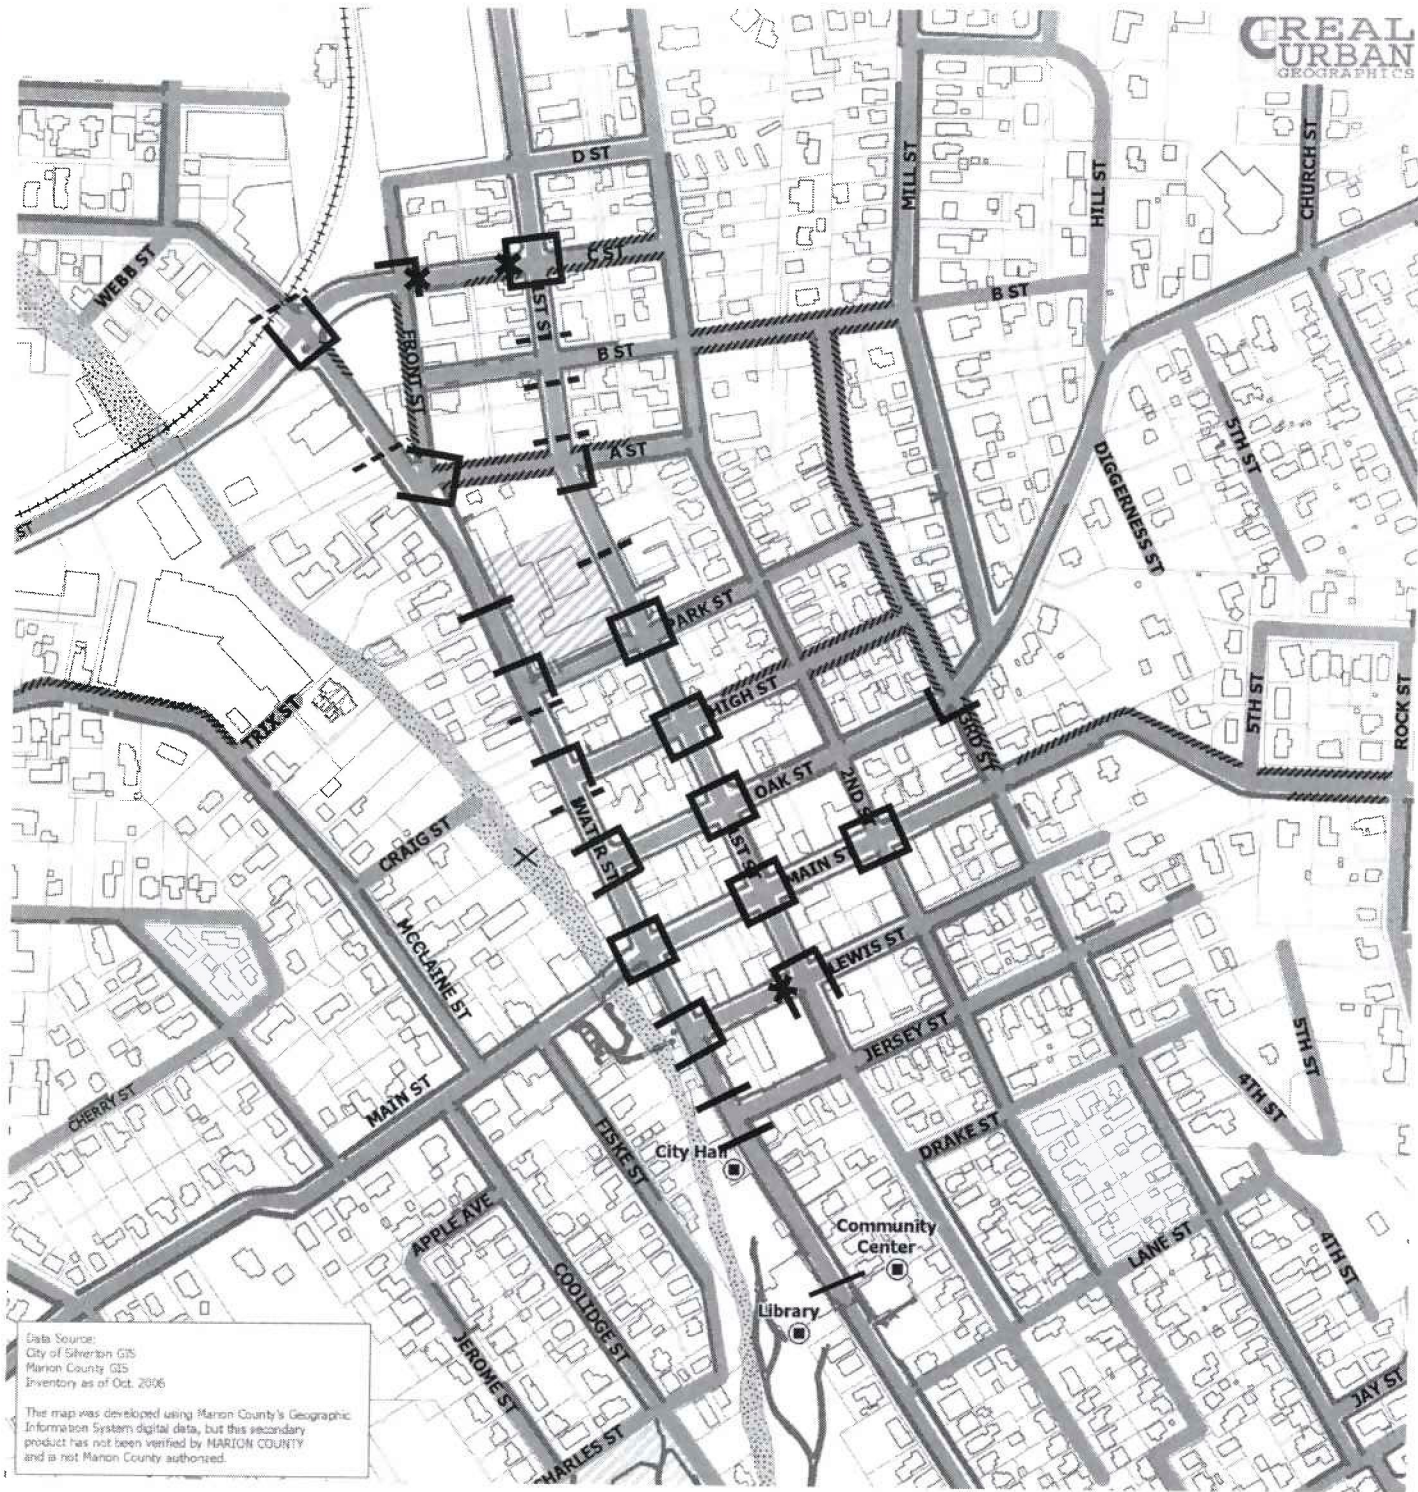 REAL
URBAN
GEOGRAPHICS
D ST
MILL ST
HILL ST
CHURCH ST
WEBB ST
C ST
1ST ST
B ST
FRONT ST
B ST
A ST
5TH ST
DIGGERNESS ST
ST
PARK ST
HIGH ST
TRIX ST
5TH ST
ROCK ST
3RD ST
OAK ST
2ND ST
WATER ST
1ST ST
MAIN ST
CRAIG ST
MCCLAINE ST
LEWIS ST
JERSEY ST
5TH ST
4TH ST
CHERRY ST
MAIN ST
FISKE ST
DRAKE ST
City Hall
APPLE AVE
Community
Center
LANE ST
4TH ST
COOLIDGE ST
Library
JEROME ST
JAY ST
CHARLES ST
Data Source:
City of Silverton GIS
Marion County GIS
Inventory as of Oct. 2006
This map was developed using Marion County's Geographic
Information System digital data, but this secondary
product has not been verified by MARION COUNTY
and is not Marion County authorized.